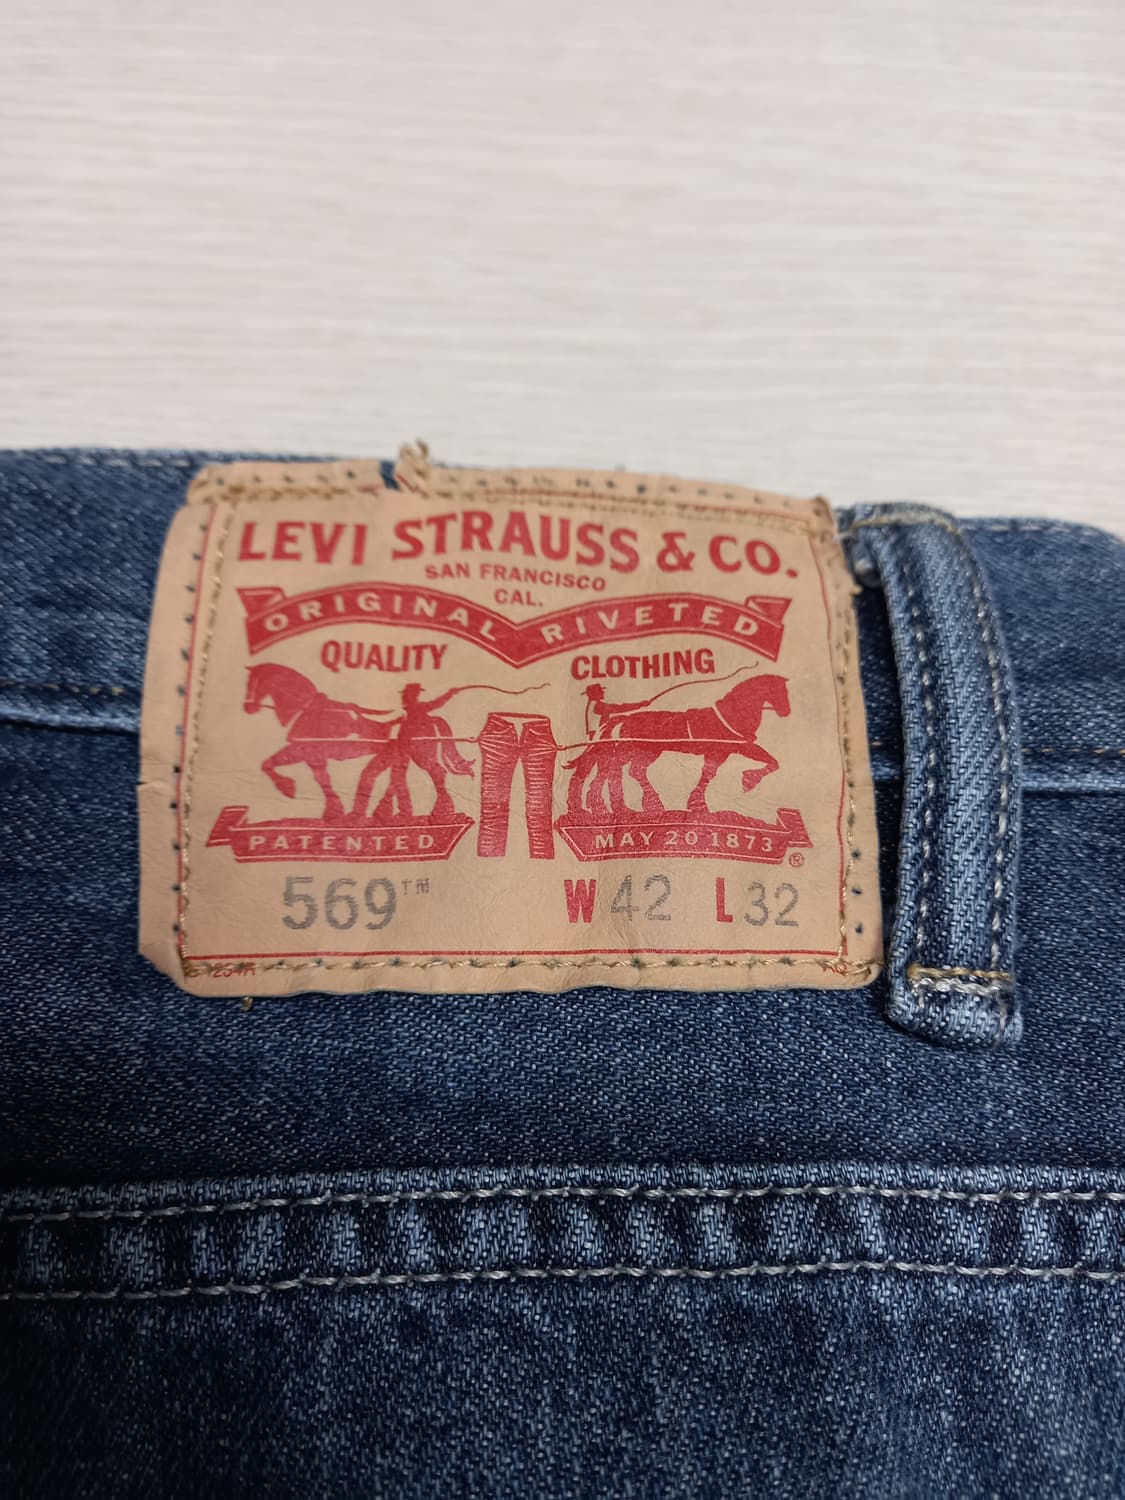 LEVI STRAUSS & CO.
SAN FRANCISCO
CAL.
ORIGINAL RIVETED
QUALITY CLOTHING
PATENTED MAY 20 1873 ®
569™ W 42 L 32